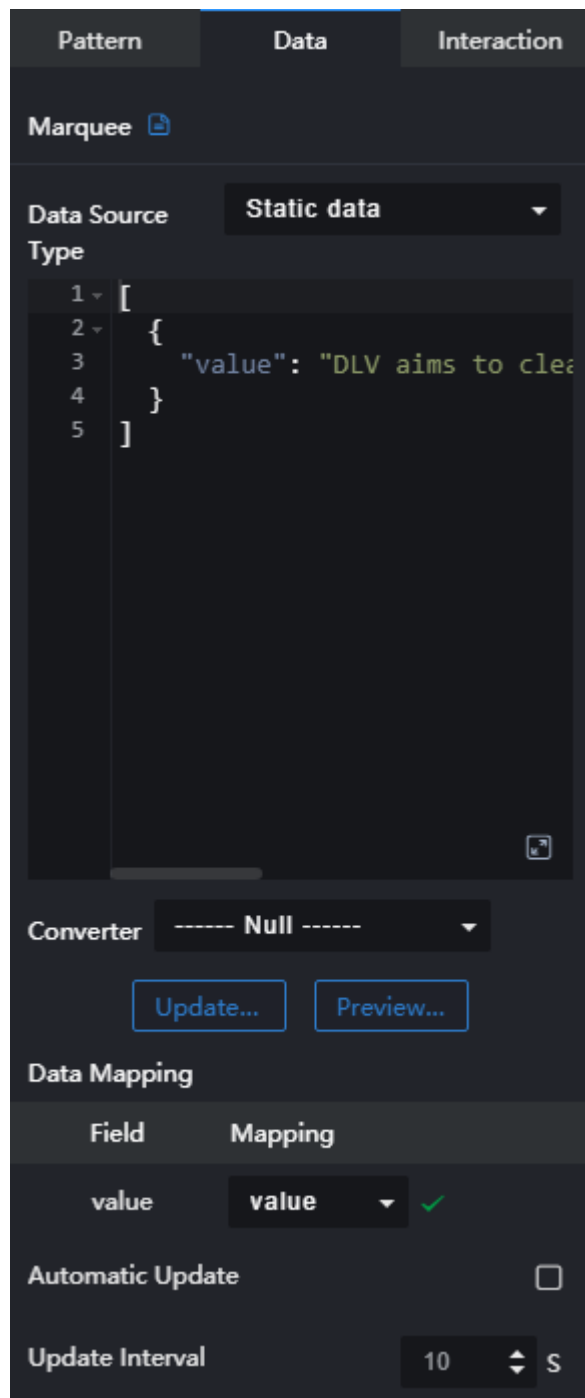 Pattern Data Interaction
Marquee
Data Source Type Static data
1 [
2 {
3 "value": "DLV aims to
4 }
5 ]
Converter ------ Null ------
Update... Preview...
Data Mapping
Field Mapping
value value
Automatic Update
Update Interval 10 S